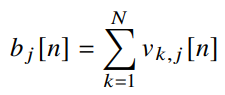 b_j[n] = \sum_{k=1}^{N} v_{k,j}[n]